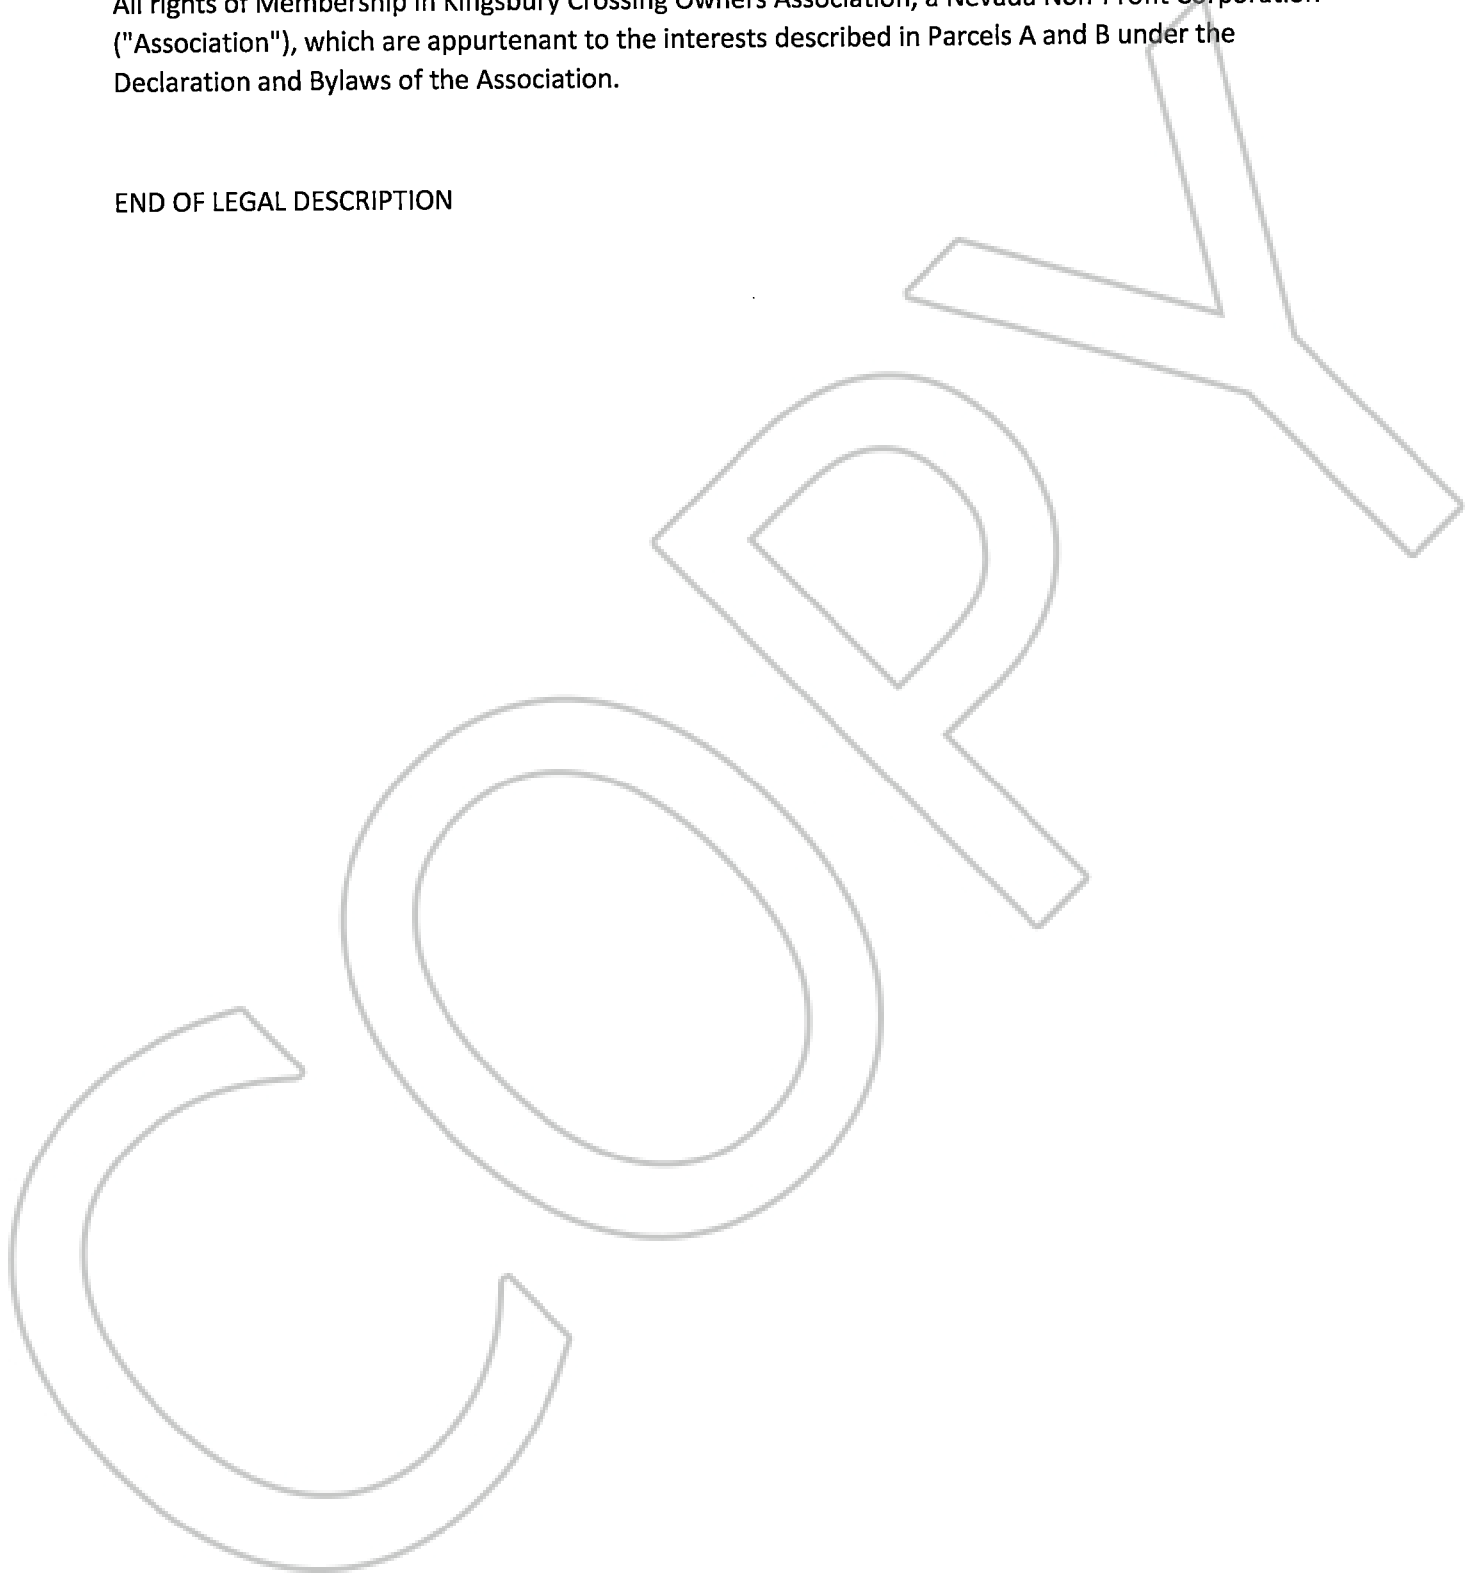 All rights of Membership in Kingsbury Crossing Owners Association, a Nevada Non-Profit Corporation
("Association"), which are appurtenant to the interests described in Parcels A and B under the
Declaration and Bylaws of the Association.
END OF LEGAL DESCRIPTION
COPY